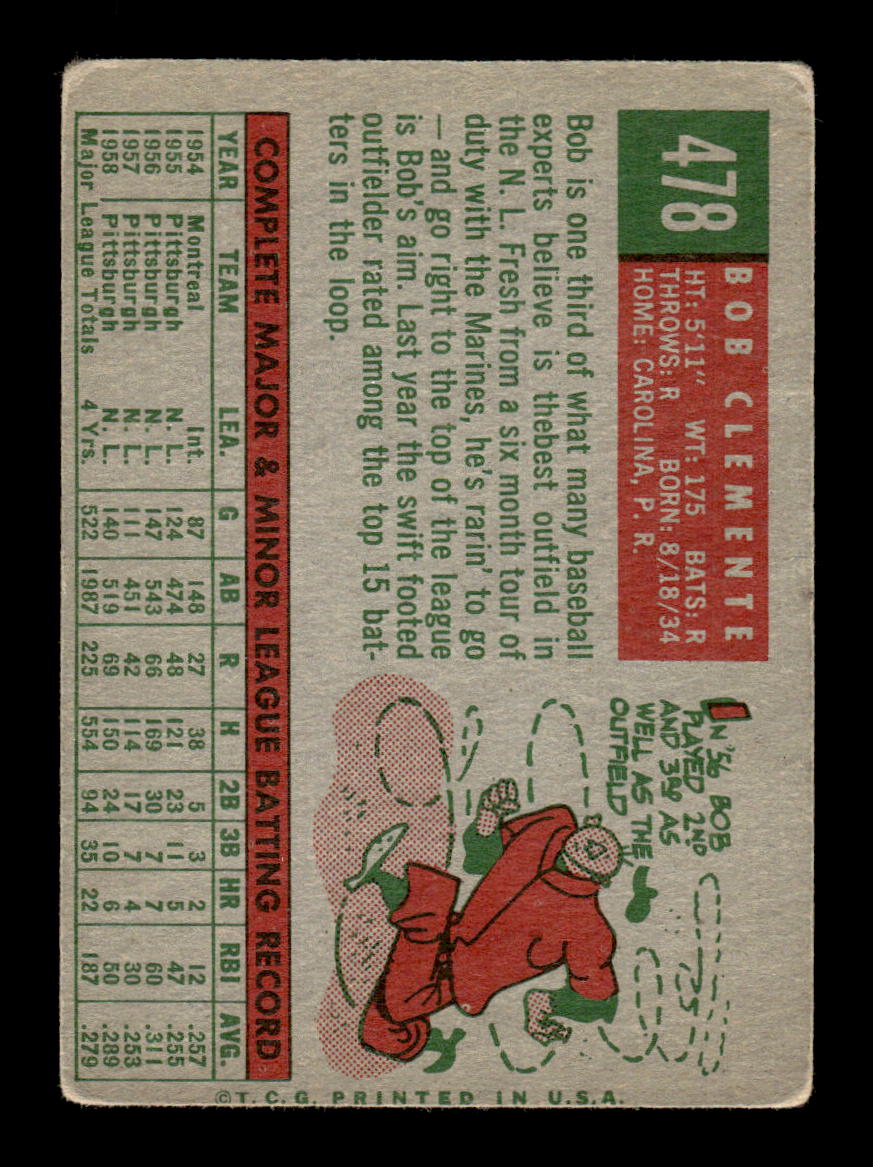 478
BOB CLEMENTE
HT: 5'11" WT: 175 BATS: R
THROWS: R BORN: 8/18/34
HOME: CAROLINA, P. R.
Bob is one third of what many baseball
experts believe is thebest outfield in
the N. L. Fresh from a six month tour of
duty with the Marines, he's rarin' to go
—and go right to the top of the league
is Bob's aim. Last year the swift footed
outfielder rated among the top 15 bat-
ters in the loop.
IN '56 BOB
PLAYED 2ND
AND 3RD AS
WELL AS THE
OUTFIELD
COMPLETE MAJOR & MINOR LEAGUE BATTING RECORD
YEAR TEAM LEA. G AB R H 2B 3B HR RBI AVG.
1954 Montreal Int. 87 148 27 38 5 3 2 12 .257
1955 Pittsburgh N. L. 124 474 48 121 23 11 5 47 .255
1956 Pittsburgh N. L. 147 543 66 169 30 7 7 60 .311
1957 Pittsburgh N. L. 111 451 42 114 17 7 4 30 .253
1958 Pittsburgh N. L. 140 519 69 150 24 10 6 50 .289
Major League Totals 4 Yrs. 522 1987 225 554 94 35 22 187 .279
©T. C. G. PRINTED IN U.S.A.